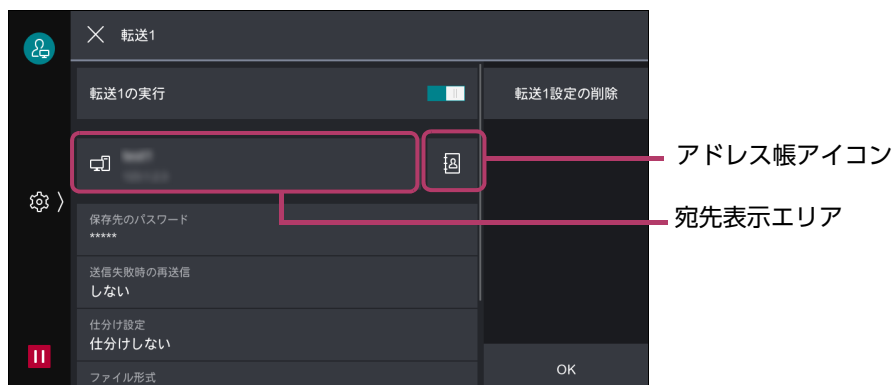 転送1
転送1の実行
転送1設定の削除
アドレス帳アイコン
宛先表示エリア
保存先のパスワード
*****
送信失敗時の再送信
しない
仕分け設定
仕分けしない
ファイル形式
OK